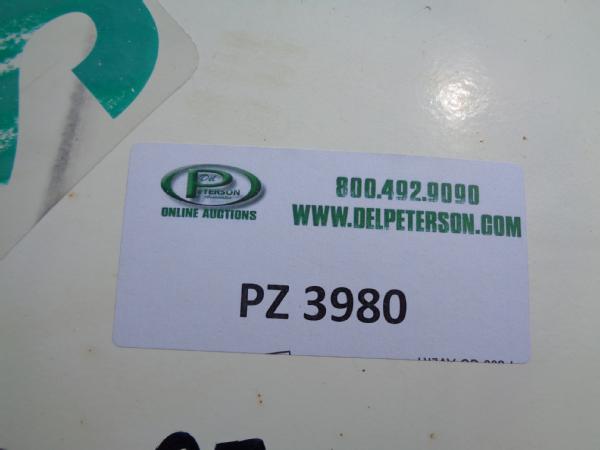 Del
PETERSON
ONLINE AUCTIONS
800.492.9090
WWW.DELPETERSON.COM
PZ 3980